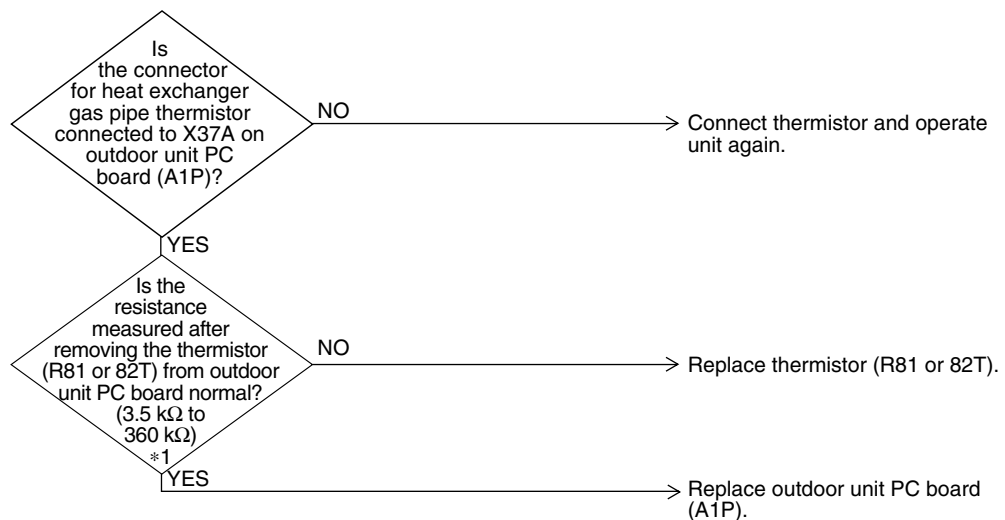 Is
the connector
for heat exchanger
gas pipe thermistor
connected to X37A on
outdoor unit PC
board (A1P)?
NO
Connect thermistor and operate
unit again.
YES
Is the
resistance
measured after
removing the thermistor
(R81 or 82T) from outdoor
unit PC board normal?
(3.5 kΩ to
360 kΩ)
*1
NO
Replace thermistor (R81 or 82T).
YES
Replace outdoor unit PC board
(A1P).